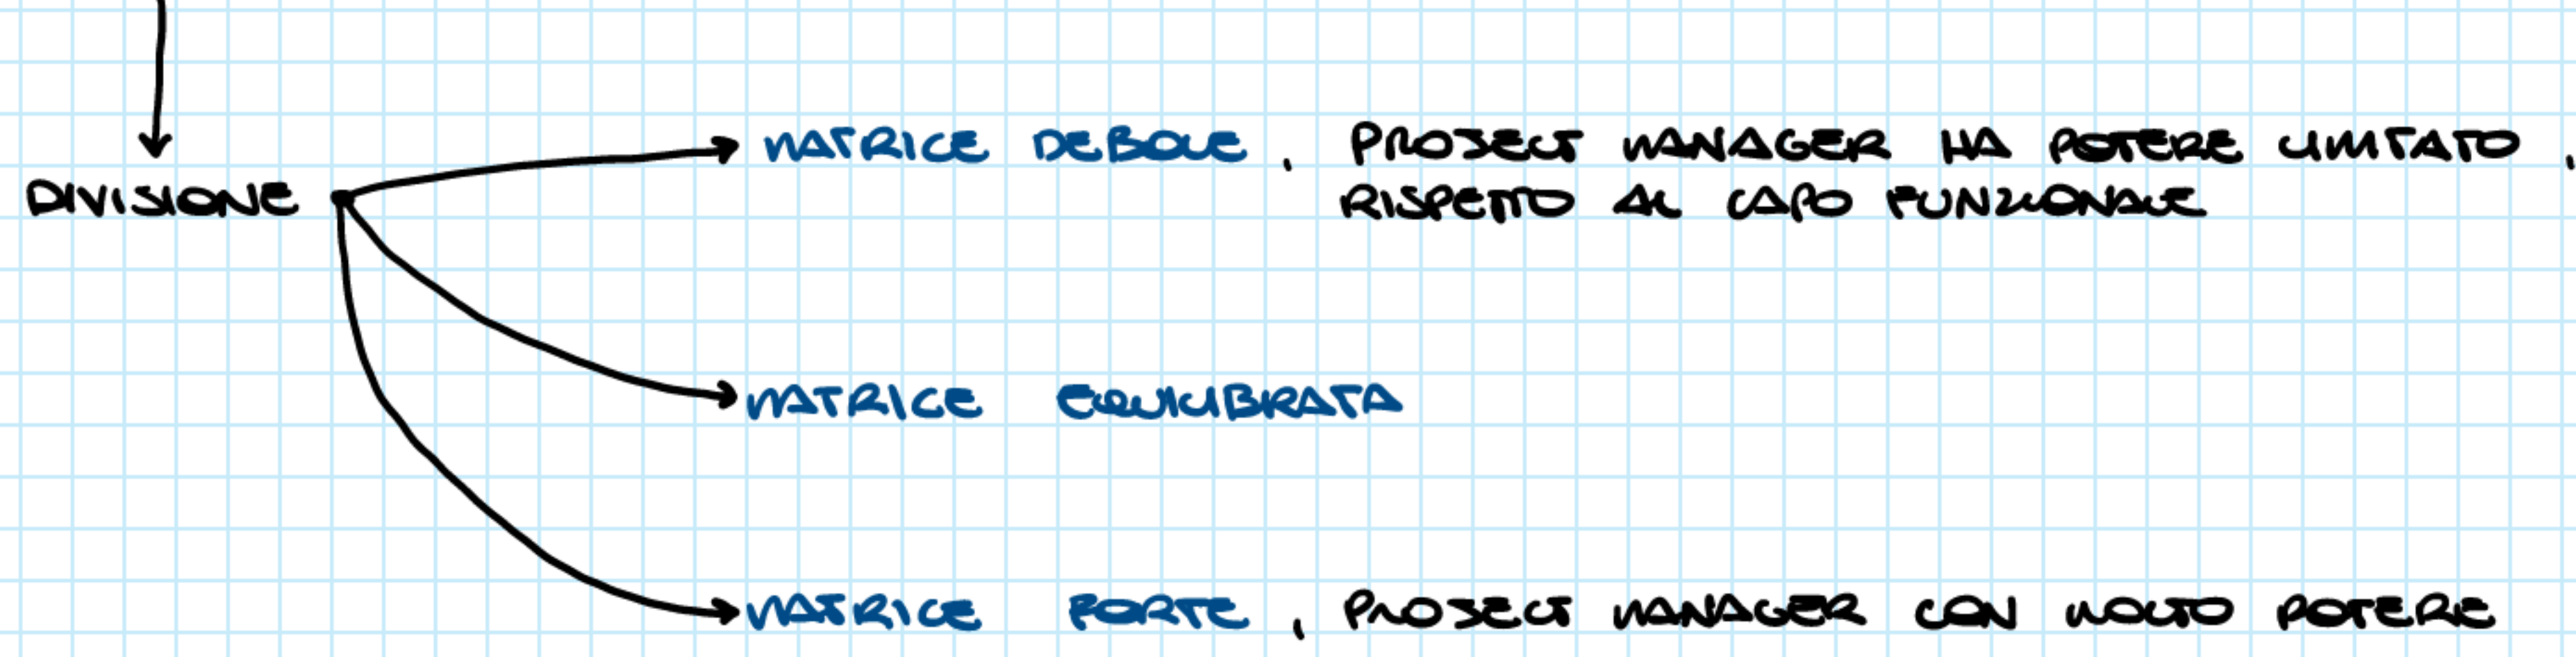 MATRICE DEBOLE, PROJECT MANAGER HA POTERE LIMITATO,
DIVISIONE
RISPETTO AL CAPO FUNZIONALE
MATRICE EQUILIBRATA
MATRICE FORTE, PROJECT MANAGER CON MOLTO POTERE